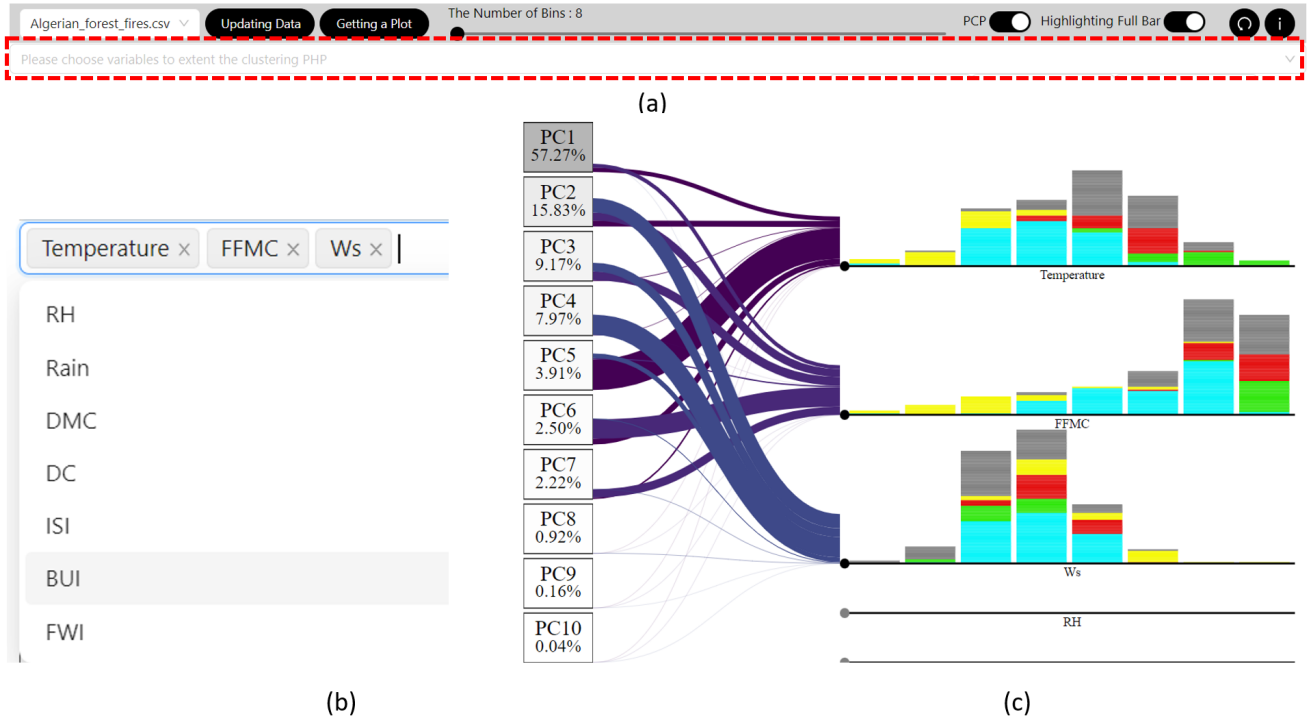 Algerian_forest_fires.csv
Updating Data
Getting a Plot
The Number of Bins : 8
PCP
Highlighting Full Bar
i
Please choose variables to extent the clustering PHP
(a)
Temperature ×
FFMC ×
Ws ×
RH
Rain
DMC
DC
ISI
BUI
FWI
(b)
PC1
57.27%
PC2
15.83%
PC3
9.17%
PC4
7.97%
PC5
3.91%
PC6
2.50%
PC7
2.22%
PC8
0.92%
PC9
0.16%
PC10
0.04%
Temperature
FFMC
Ws
RH
(c)